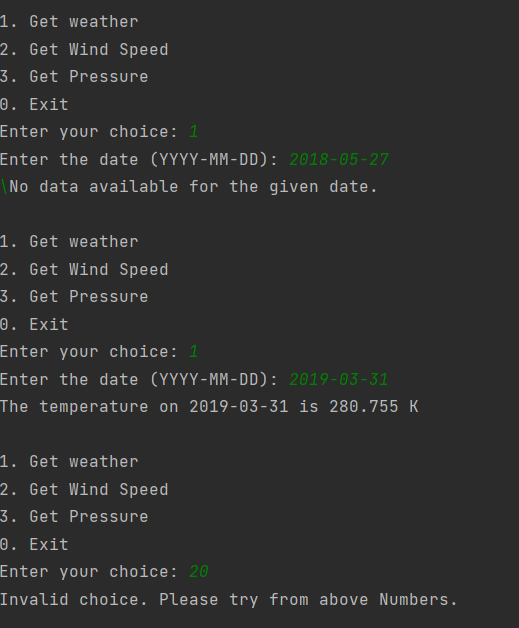 1. Get weather
2. Get Wind Speed
3. Get Pressure
0. Exit
Enter your choice: 1
Enter the date (YYYY-MM-DD): 2018-05-27
\No data available for the given date.
1. Get weather
2. Get Wind Speed
3. Get Pressure
0. Exit
Enter your choice: 1
Enter the date (YYYY-MM-DD): 2019-03-31
The temperature on 2019-03-31 is 280.755 K
1. Get weather
2. Get Wind Speed
3. Get Pressure
0. Exit
Enter your choice: 20
Invalid choice. Please try from above Numbers.